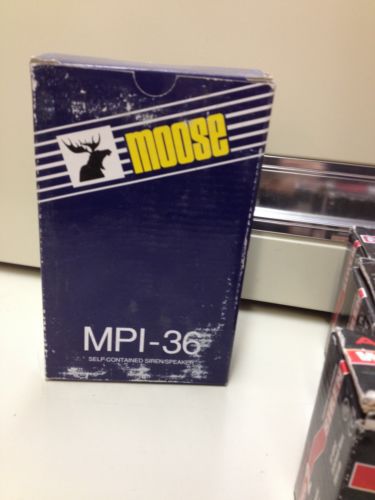 moose
MPI-36
SELF-CONTAINED SIREN/SPEAKER